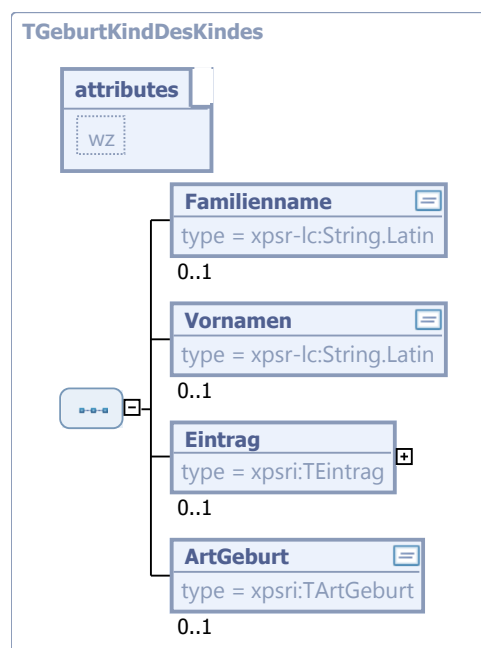 TGeburtKindDesKindes
attributes
wz
Familienname
type = xpsr-lc:String.Latin
0..1
Vornamen
type = xpsr-lc:String.Latin
0..1
Eintrag
type = xpsri:TEintrag
0..1
ArtGeburt
type = xpsri:TArtGeburt
0..1